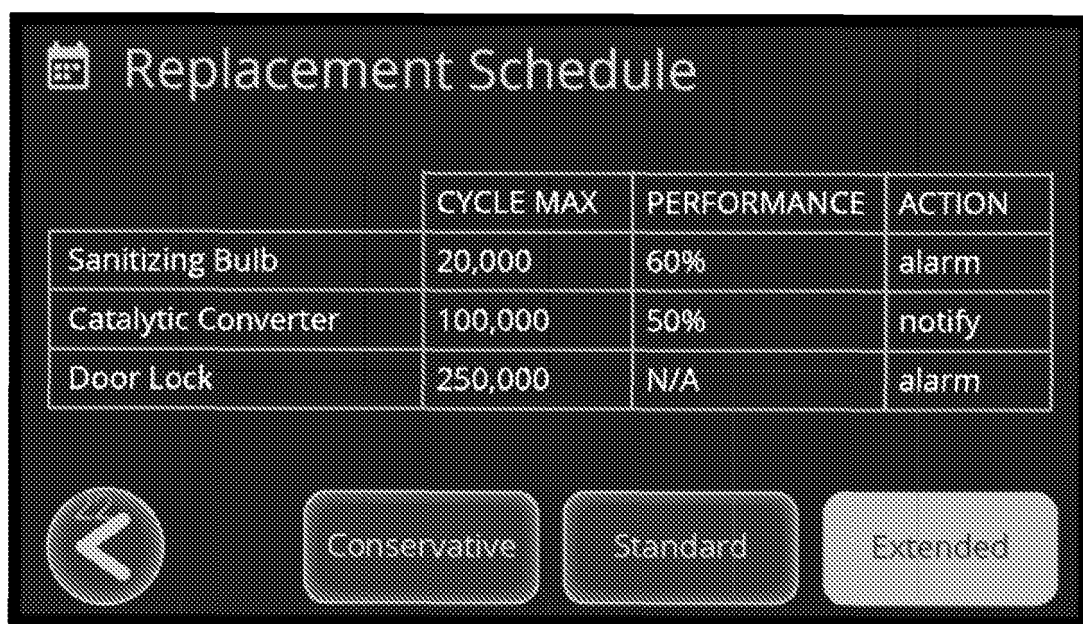 Replacement Schedule
CYCLE MAX PERFORMANCE ACTION
Sanitizing Bulb 20,000 60% alarm
Catalytic Converter 100,000 50% notify
Door Lock 250,000 N/A alarm
Conservative Standard Extended